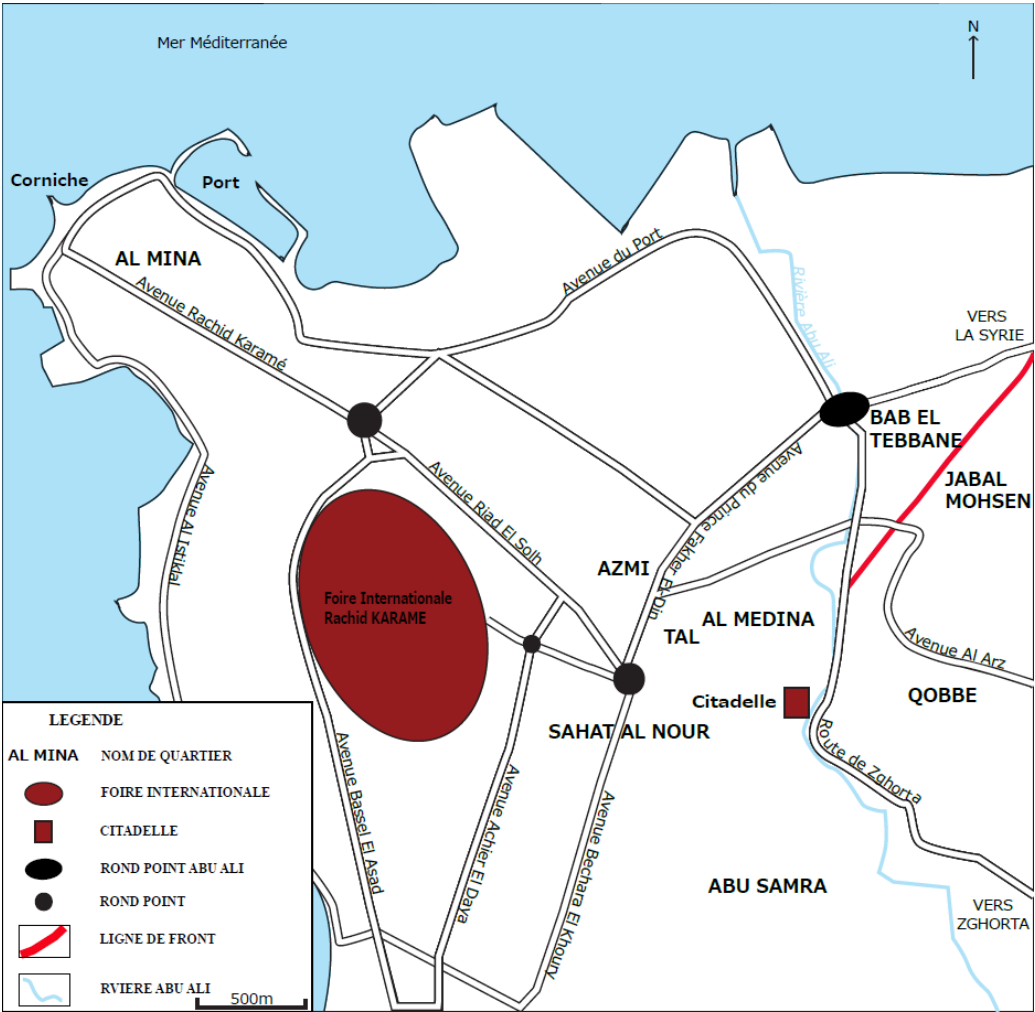 Mer Méditerranée
N
Corniche
Port
AL MINA
Avenue du Port
Avenue Rachid Karamé
Rivière Abu Ali
VERS
LA SYRIE
BAB EL
TEBBANE
JABAL
MOHSEN
Avenue Al Istiklal
Avenue Riad El Solh
Avenue du Prince Fakher El-Din
AZMI
Foire Internationale
Rachid KARAME
AL MEDINA
TAL
Avenue Al Arz
Citadelle
QOBBE
SAHAT AL NOUR
Route de Zghorta
Avenue Bassel El Asad
Avenue Achier El Daya
Avenue Bechara El Khoury
ABU SAMRA
VERS
ZGHORTA
LEGENDE
AL MINA NOM DE QUARTIER
FOIRE INTERNATIONALE
CITADELLE
ROND POINT ABU ALI
ROND POINT
LIGNE DE FRONT
RVIERE ABU ALI
500m